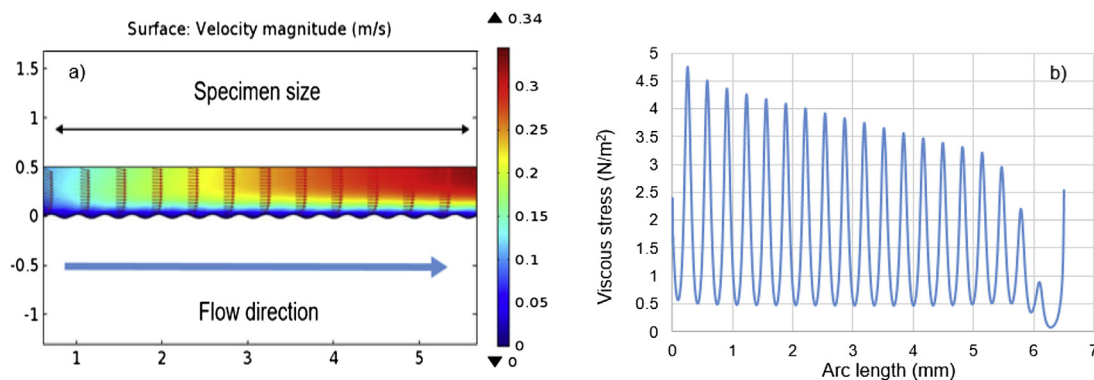 Surface: Velocity magnitude (m/s)
▲ 0.34
a)
1.5
1
0.5
0
-0.5
-1
Specimen size
Flow direction
1 2 3 4 5
0.3
0.25
0.2
0.15
0.1
0.05
0
▼ 0
b)
Viscous stress (N/m²)
5
4.5
4
3.5
3
2.5
2
1.5
1
0.5
0
0 1 2 3 4 5 6 7
Arc length (mm)